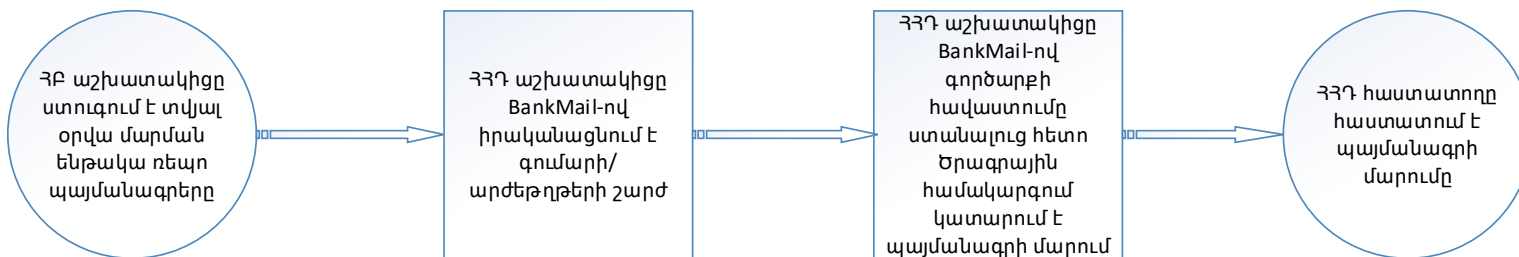 ՀԲ աշխատակիցը
ստուգում է տվյալ
օրվա մարման
ենթակա ռեպո
պայմանագրերը
ՀՀԴ աշխատակիցը
BankMail-ով
իրականացնում է
գումարի/
արժեթղթերի շարժ
ՀՀԴ աշխատակիցը
BankMail-ով
գործարքի
հավաստումը
ստանալուց հետո
Ծրագրային
համակարգում
կատարում է
պայմանագրի մարում
ՀՀԴ հաստատողը
հաստատում է
պայմանագրի
մարումը